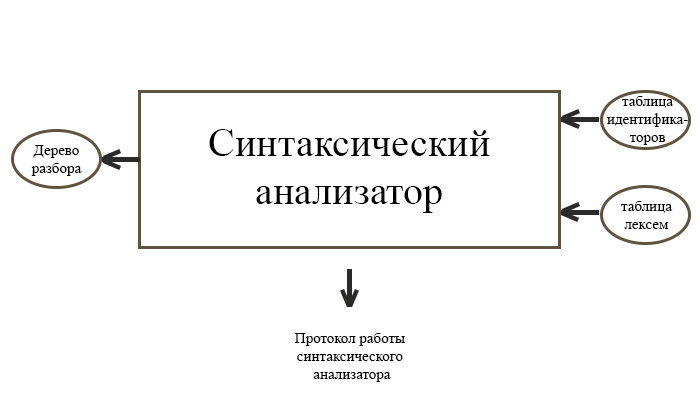 Синтаксический
анализатор
Дерево
разбора
таблица
идентифика-
торов
таблица
лексем
Протокол работы
синтаксического
анализатора